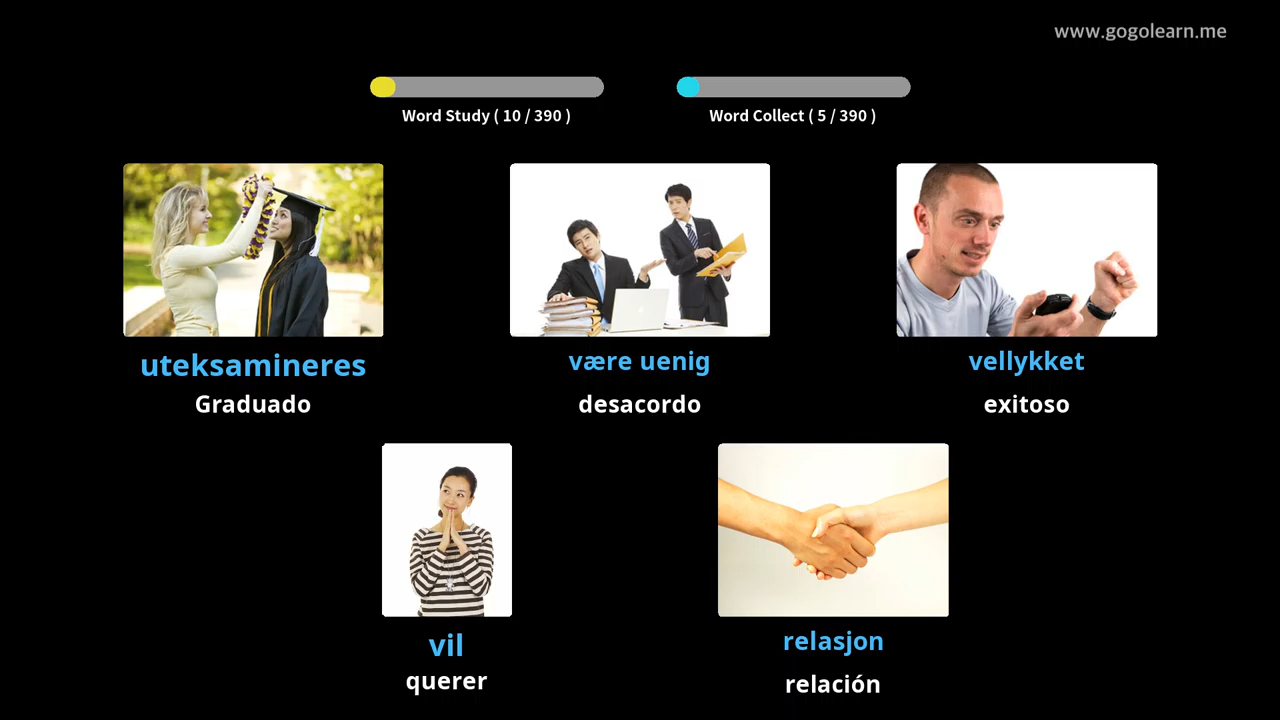 www.gogolearn.me
Word Study ( 10 / 390 )
Word Collect ( 5 / 390 )
uteksamineres
Graduado
være uenig
desacordo
vellykket
exitoso
vil
querer
relasjon
relación